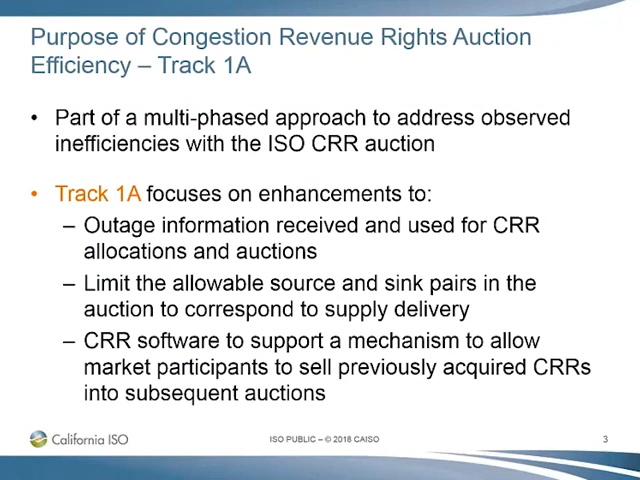 Purpose of Congestion Revenue Rights Auction
Efficiency – Track 1A
• Part of a multi-phased approach to address observed
inefficiencies with the ISO CRR auction
• Track 1A focuses on enhancements to:
– Outage information received and used for CRR
allocations and auctions
– Limit the allowable source and sink pairs in the
auction to correspond to supply delivery
– CRR software to support a mechanism to allow
market participants to sell previously acquired CRRs
into subsequent auctions
California ISO
ISO PUBLIC – © 2018 CAISO
3